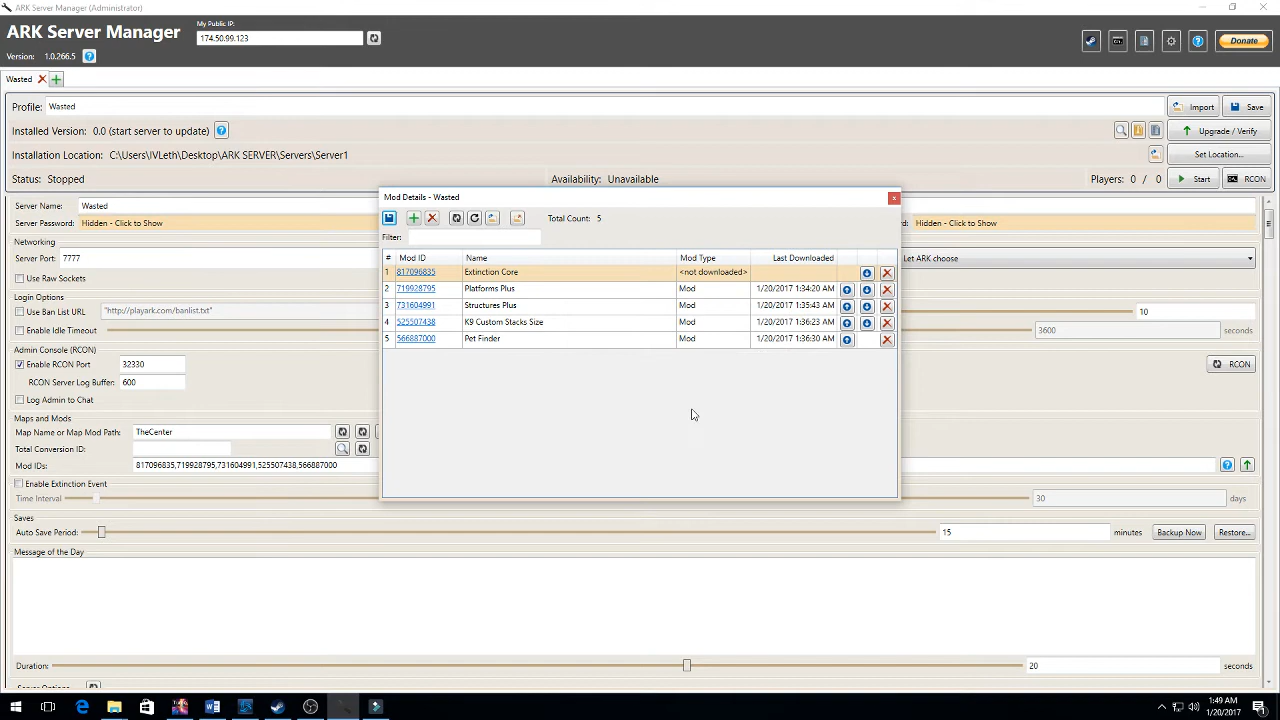 ARK Server Manager (Administrator)
ARK Server Manager
My Public IP:
174.50.99.123
Donate
Version: 1.0.266.5
Wasted
Profile: Wasted
Import
Save
Installed Version: 0.0 (start server to update)
Upgrade / Verify
Installation Location: C:\Users\IVLeth\Desktop\ARK SERVER\Servers\Server1
Set Location...
Status: Stopped
Availability: Unavailable
Players: 0 / 0
Start
RCON
Server Name: Wasted
Server Password: Hidden - Click to Show
rd: Hidden - Click to Show
Networking
Server Port: 7777
Let ARK choose
Use Raw Sockets
Login Options
Use Ban List URL "http://playark.com/banlist.txt"
10
Enable Idle Timeout
3600 seconds
Admin Console (RCON)
Enable RCON Port 32330
RCON
RCON Server Log Buffer: 600
Log Admin to Chat
Maps and Mods
Map Name or Map Mod Path: TheCenter
Total Conversion ID:
Mod IDs: 817096835,719928795,731604991,525507438,566887000
Enable Extinction Event
Time Interval
30 days
Saves
Auto Save Period:
15 minutes
Backup Now
Restore...
Message of the Day
Duration:
20 seconds
Server Options
Mod Details - Wasted
x
Total Count: 5
Filter:
# Mod ID Name Mod Type Last Downloaded
1 817096835 Extinction Core <not downloaded>
2 719928795 Platforms Plus Mod 1/20/2017 1:34:20 AM
3 731604991 Structures Plus Mod 1/20/2017 1:35:43 AM
4 525507438 K9 Custom Stacks Size Mod 1/20/2017 1:36:23 AM
5 566887000 Pet Finder Mod 1/20/2017 1:36:30 AM
1:49 AM
1/20/2017